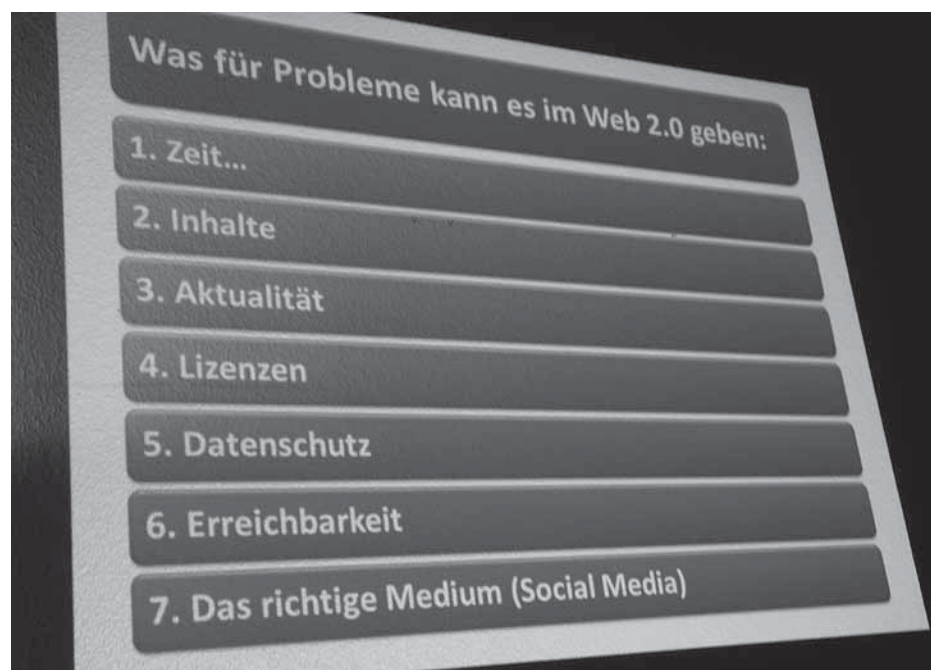 Was für Probleme kann es im Web 2.0 geben:
1. Zeit...
2. Inhalte
3. Aktualität
4. Lizenzen
5. Datenschutz
6. Erreichbarkeit
7. Das richtige Medium (Social Media)